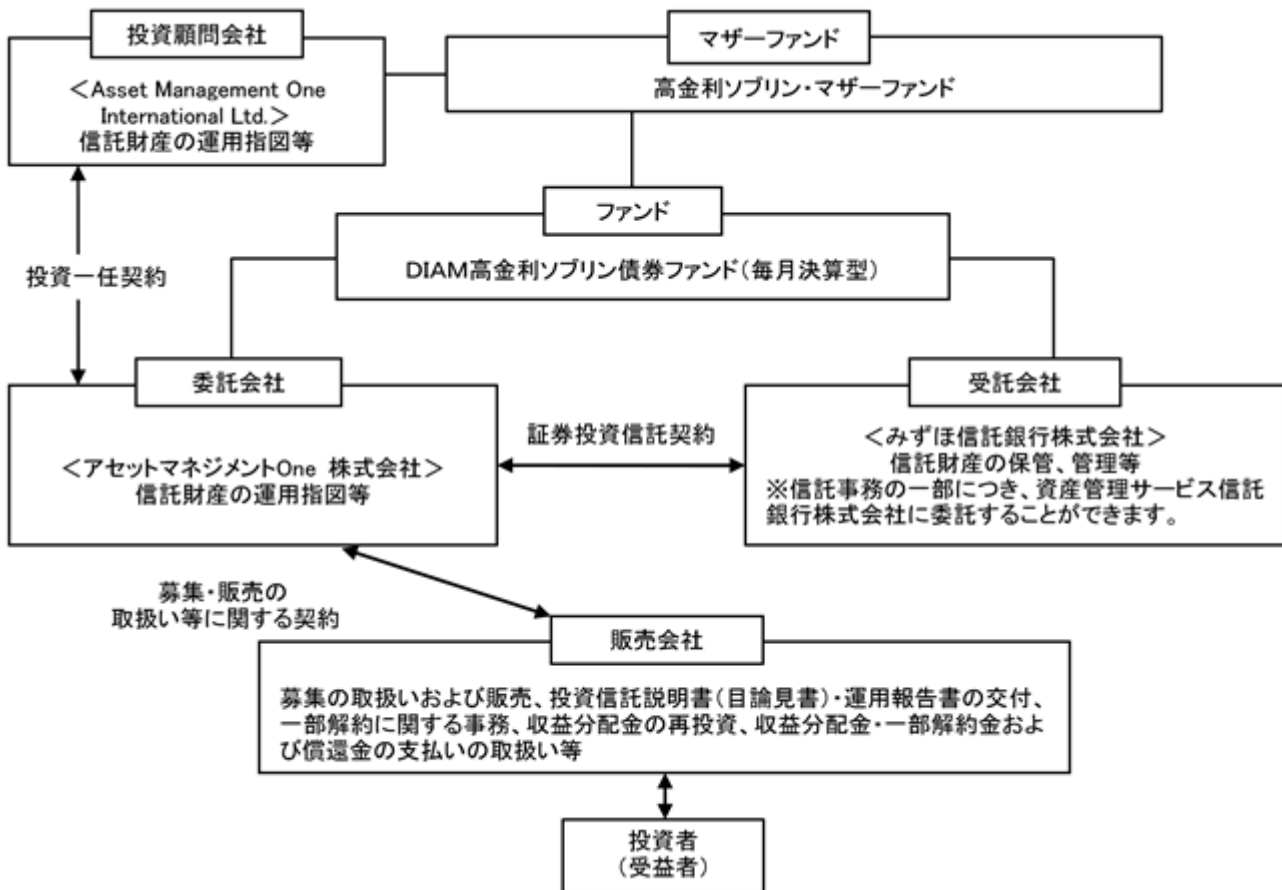 投資顧問会社
＜Asset Management One
International Ltd.＞
信託財産の運用指図等
マザーファンド
高金利ソブリン・マザーファンド
ファンド
DIAM高金利ソブリン債券ファンド（毎月決算型）
投資一任契約
委託会社
＜アセットマネジメントOne 株式会社＞
信託財産の運用指図等
証券投資信託契約
受託会社
＜みずほ信託銀行株式会社＞
信託財産の保管、管理等
※信託事務の一部につき、資産管理サービス信託
銀行株式会社に委託することができます。
募集・販売の
取扱い等に関する契約
販売会社
募集の取扱いおよび販売、投資信託説明書（目論見書）・運用報告書の交付、
一部解約に関する事務、収益分配金の再投資、収益分配金・一部解約金およ
び償還金の支払いの取扱い等
投資者
（受益者）